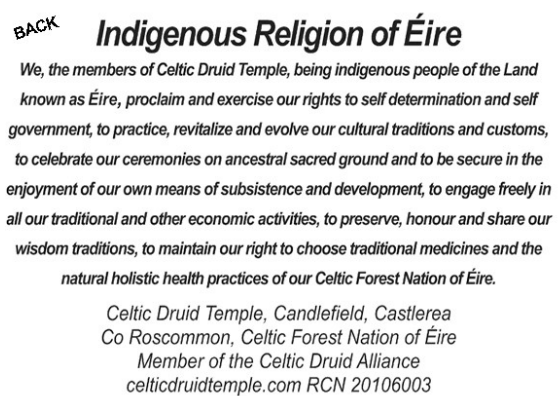 BACK
Indigenous Religion of Éire
We, the members of Celtic Druid Temple, being indigenous people of the Land
known as Éire, proclaim and exercise our rights to self determination and self
government, to practice, revitalize and evolve our cultural traditions and customs,
to celebrate our ceremonies on ancestral sacred ground and to be secure in the
enjoyment of our own means of subsistence and development, to engage freely in
all our traditional and other economic activities, to preserve, honour and share our
wisdom traditions, to maintain our right to choose traditional medicines and the
natural holistic health practices of our Celtic Forest Nation of Éire.
Celtic Druid Temple, Candlefield, Castlerea
Co Roscommon, Celtic Forest Nation of Éire
Member of the Celtic Druid Alliance
celticdruidtemple.com RCN 20106003